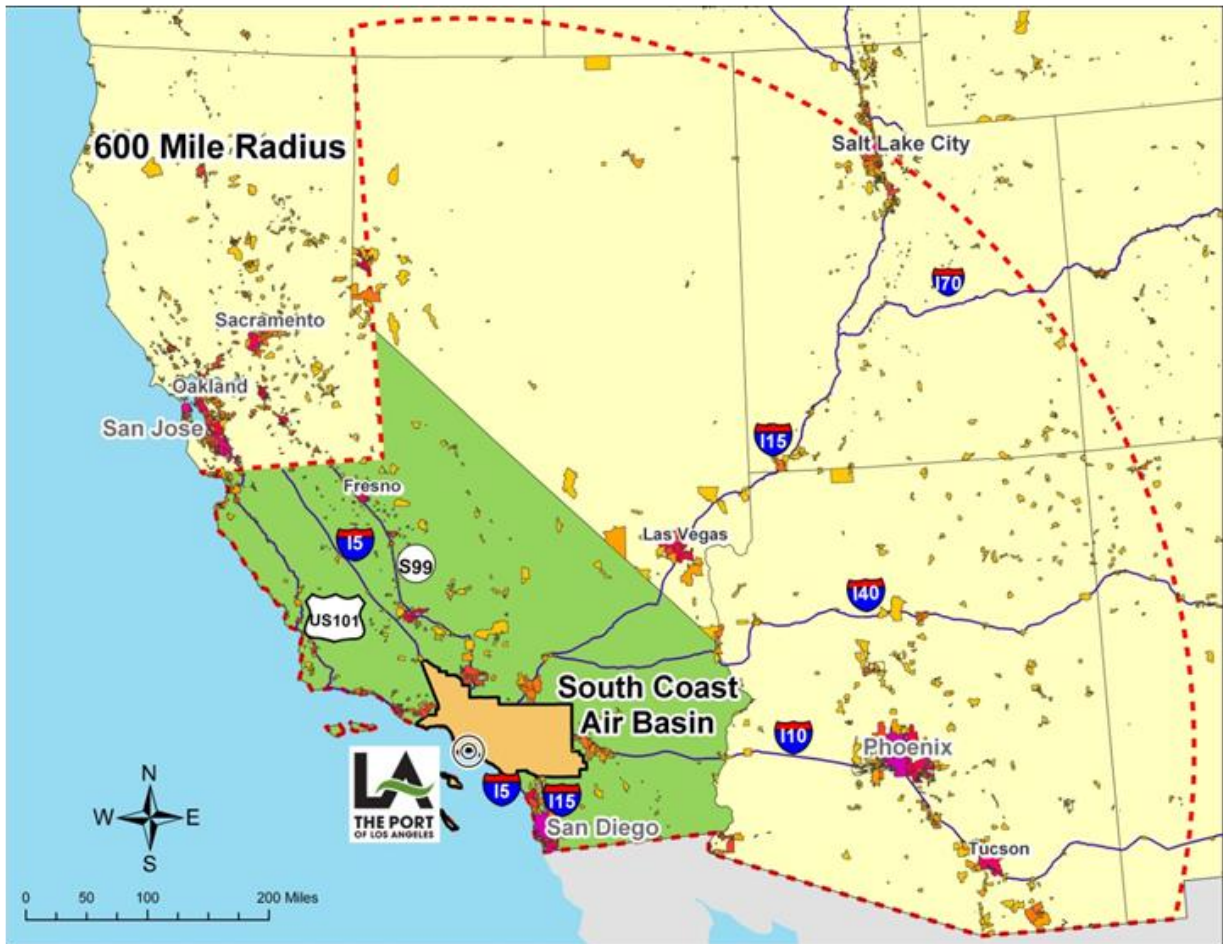 600 Mile Radius
Salt Lake City
I70
Sacramento
Oakland
San Jose
I15
Fresno
I5
S99
Las Vegas
I40
US101
South Coast
Air Basin
I10
Phoenix
LA
THE PORT
OF LOS ANGELES
I5
I15
San Diego
Tucson
N
W
E
S
0 50 100 200 Miles